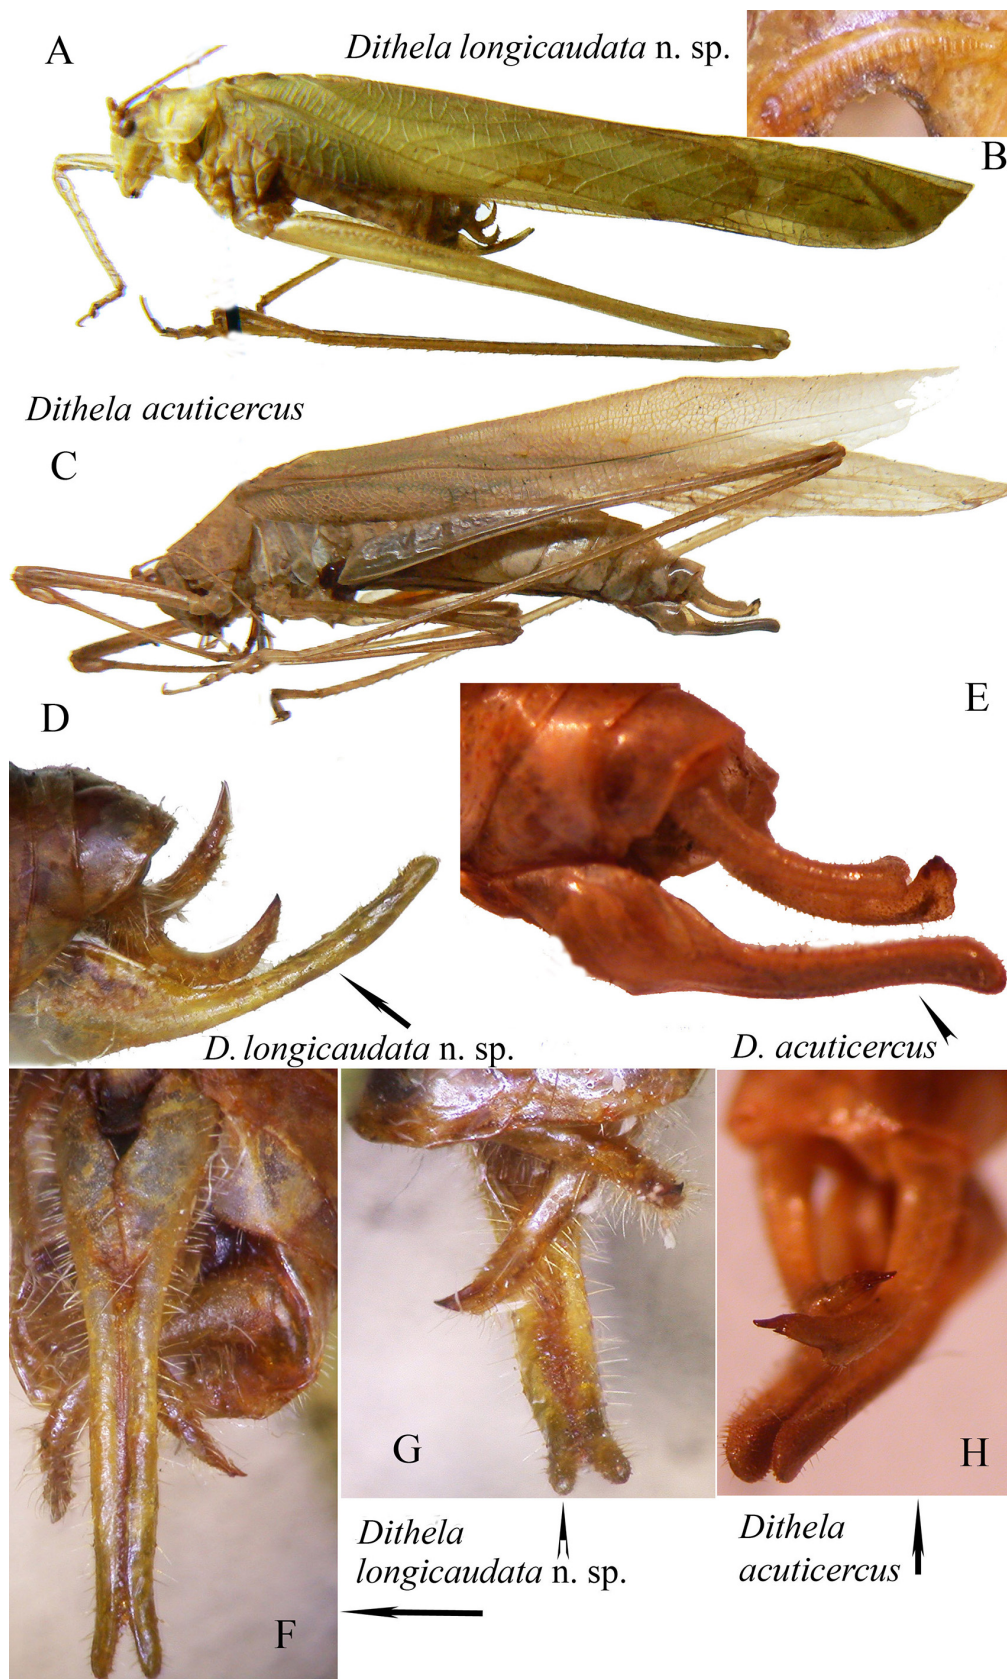 A
Dithela longicaudata n. sp.
B
Dithela acuticercus
C
D
E
D. longicaudata n. sp.
D. acuticercus
G
H
Dithela
longicaudata n. sp.
Dithela
acuticercus
F